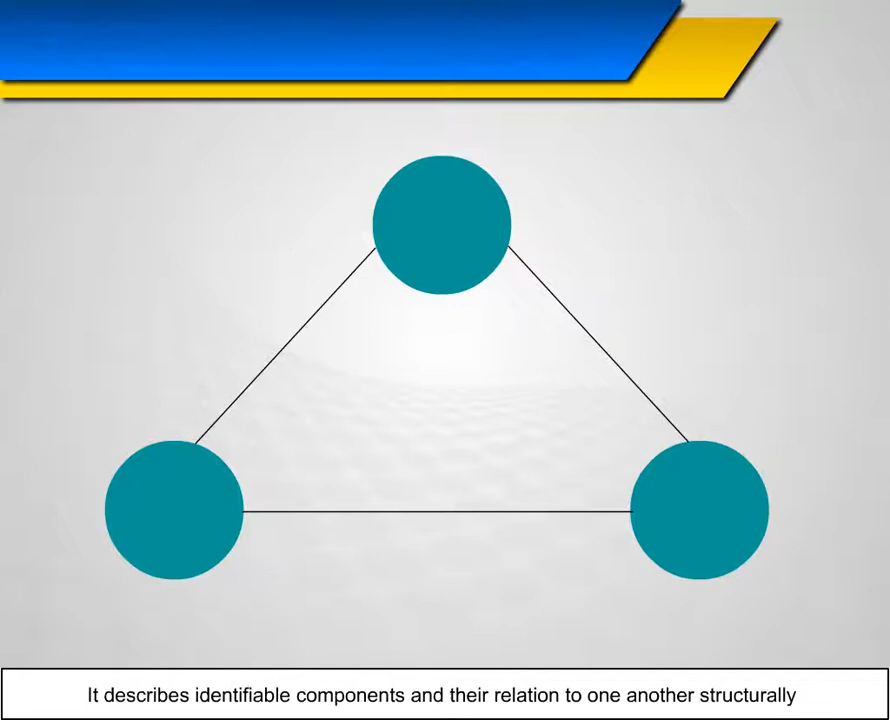 It describes identifiable components and their relation to one another structurally